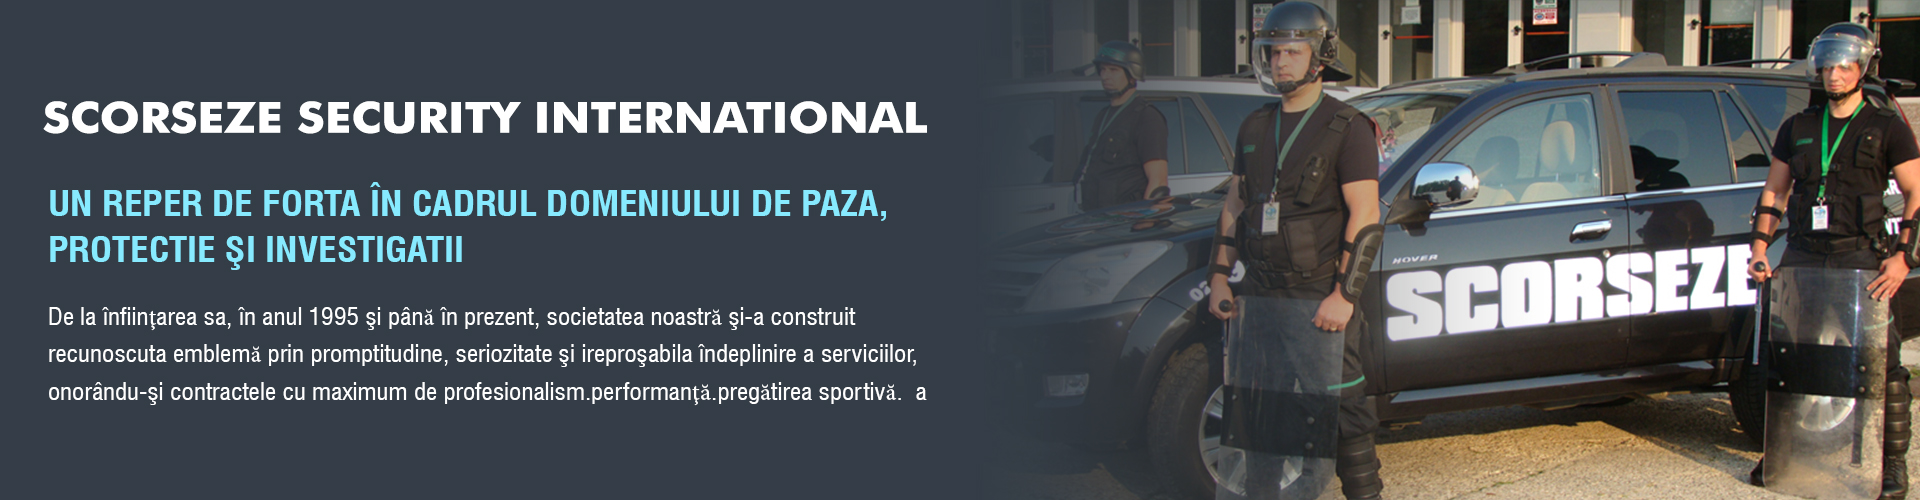 SCORSEZE SECURITY INTERNATIONAL
UN REPER DE FORTA ÎN CADRUL DOMENIULUI DE PAZA,
PROTECTIE ŞI INVESTIGATII
De la înfiinţarea sa, în anul 1995 şi până în prezent, societatea noastră şi-a construit
recunoscuta emblemă prin promptitudine, seriozitate şi ireproşabila îndeplinire a serviciilor,
onorându-şi contractele cu maximum de profesionalism.performanţă.pregătirea sportivă.  a
HOVER
SCORSEZE